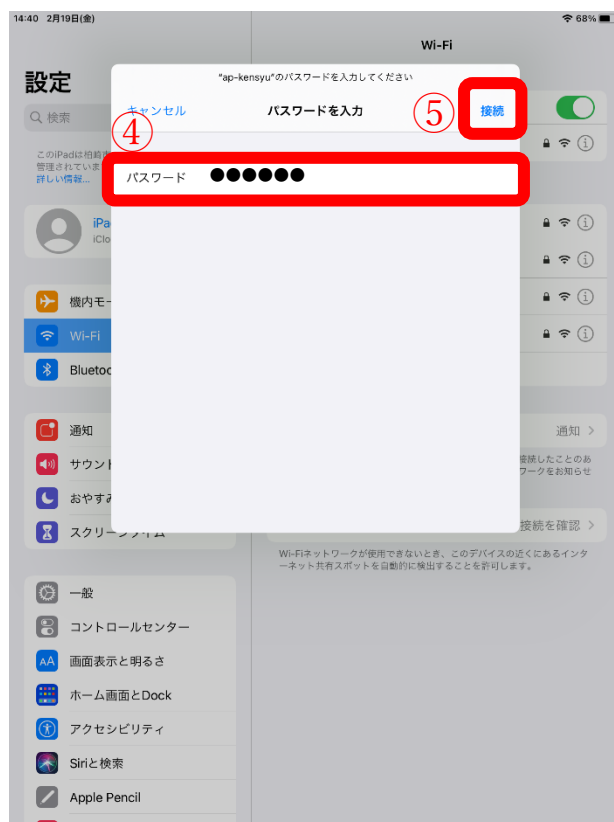 14:40 2月19日(金)
68%
Wi-Fi
設定
"ap-kensyu"のパスワードを入力してください
キャンセル
パスワードを入力
⑤
接続
検索
④
このiPadは柏崎
管理されていま
詳しい情報...
パスワード ●●●●●●
iPa
iClo
機内モー
Wi-Fi
Bluetoo
通知
通知
サウンド
接続したことのあ
ワークをお知らせ
おやすみ
スクリーンタイム
接続を確認
Wi-Fiネットワークが使用できないとき、このデバイスの近くにあるインタ
ーネット共有スポットを自動的に検出することを許可します。
一般
コントロールセンター
AA
画面表示と明るさ
ホーム画面とDock
アクセシビリティ
Siriと検索
Apple Pencil